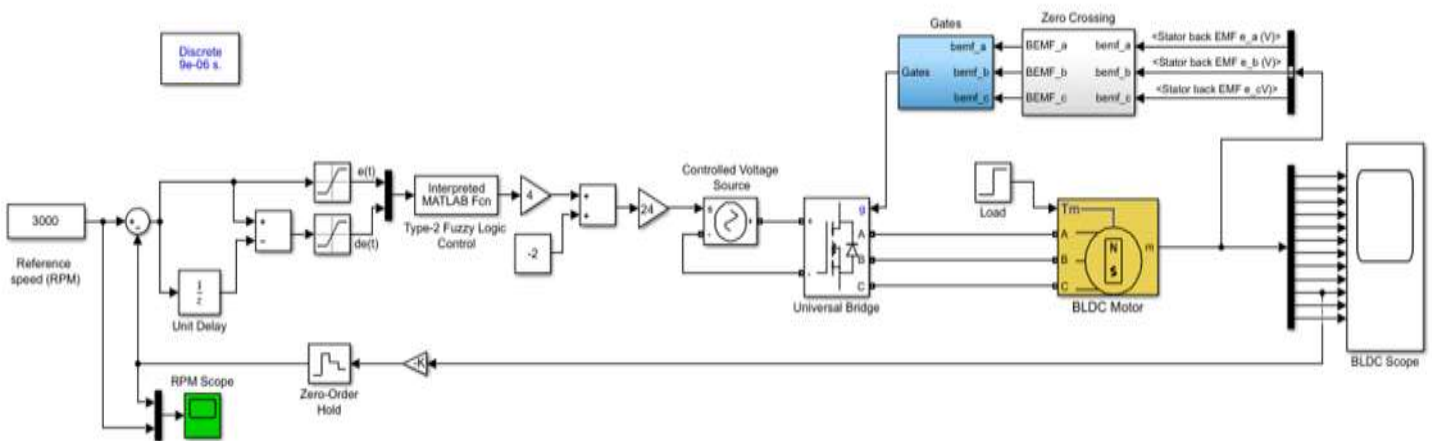 Discrete
9e-06 s.
Gates
bemf_a
Gates
bemf_b
bemf_c
Zero Crossing
BEMF_a
bemf_a
BEMF_b
bemf_b
BEMF_c
bemf_c
<Stator back EMF e_a (V)>
<Stator back EMF e_b (V)>
<Stator back EMF e_cV)>
3000
Reference
speed (RPM)
+
-
1
z
Unit Delay
+
-
e(t)
de(t)
Interpreted
MATLAB Fcn
Type-2 Fuzzy Logic
Control
4
-2
+
+
24
Controlled Voltage
Source
s
+
-
g
+
A
B
-
C
Universal Bridge
Load
Tm
A
B
C
N
S
m
BLDC Motor
BLDC Scope
-K
Zero-Order
Hold
RPM Scope